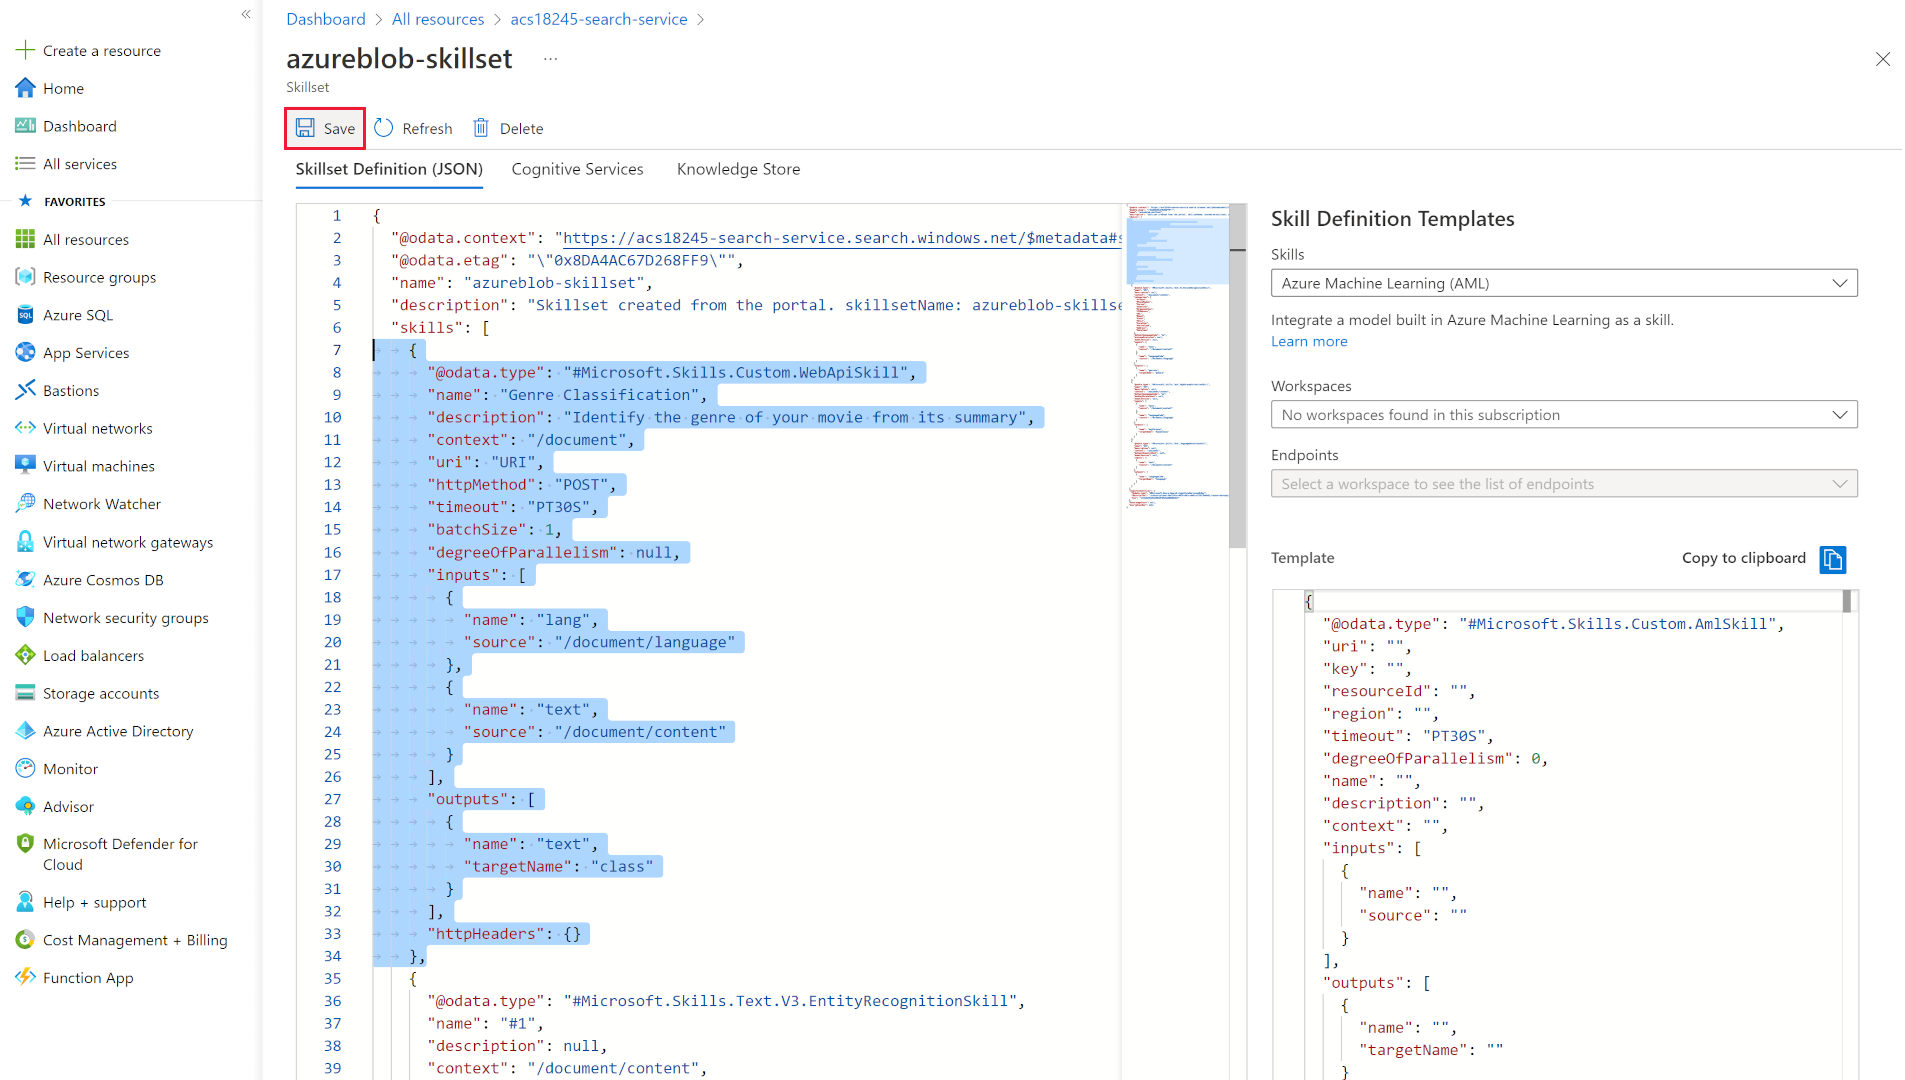 Dashboard > All resources > acs18245-search-service >
azureblob-skillset ...
Skillset
Save Refresh Delete
Skillset Definition (JSON) Cognitive Services Knowledge Store
Create a resource
Home
Dashboard
All services
FAVORITES
All resources
Resource groups
Azure SQL
App Services
Bastions
Virtual networks
Virtual machines
Network Watcher
Virtual network gateways
Azure Cosmos DB
Network security groups
Load balancers
Storage accounts
Azure Active Directory
Monitor
Advisor
Microsoft Defender for
Cloud
Help + support
Cost Management + Billing
Function App
1 {
2 "@odata.context": "https://acs18245-search-service.search.windows.net/$metadata#s
3 "@odata.etag": "\"0x8DA4AC67D268FF9\"",
4 "name": "azureblob-skillset",
5 "description": "Skillset created from the portal. skillsetName: azureblob-skillse
6 "skills": [
7 {
8 "@odata.type": "#Microsoft.Skills.Custom.WebApiSkill",
9 "name": "Genre Classification",
10 "description": "Identify the genre of your movie from its summary",
11 "context": "/document",
12 "uri": "URI",
13 "httpMethod": "POST",
14 "timeout": "PT30S",
15 "batchSize": 1,
16 "degreeOfParallelism": null,
17 "inputs": [
18 {
19 "name": "lang",
20 "source": "/document/language"
21 },
22 {
23 "name": "text",
24 "source": "/document/content"
25 }
26 ],
27 "outputs": [
28 {
29 "name": "text",
30 "targetName": "class"
31 }
32 ],
33 "httpHeaders": {}
34 },
35 {
36 "@odata.type": "#Microsoft.Skills.Text.V3.EntityRecognitionSkill",
37 "name": "#1",
38 "description": null,
39 "context": "/document/content",
Skill Definition Templates
Skills
Azure Machine Learning (AML)
Integrate a model built in Azure Machine Learning as a skill.
Learn more
Workspaces
No workspaces found in this subscription
Endpoints
Select a workspace to see the list of endpoints
Template Copy to clipboard
{
"@odata.type": "#Microsoft.Skills.Custom.AmlSkill",
"uri": "",
"key": "",
"resourceId": "",
"region": "",
"timeout": "PT30S",
"degreeOfParallelism": 0,
"name": "",
"description": "",
"context": "",
"inputs": [
{
"name": "",
"source": ""
}
],
"outputs": [
{
"name": "",
"targetName": ""
}